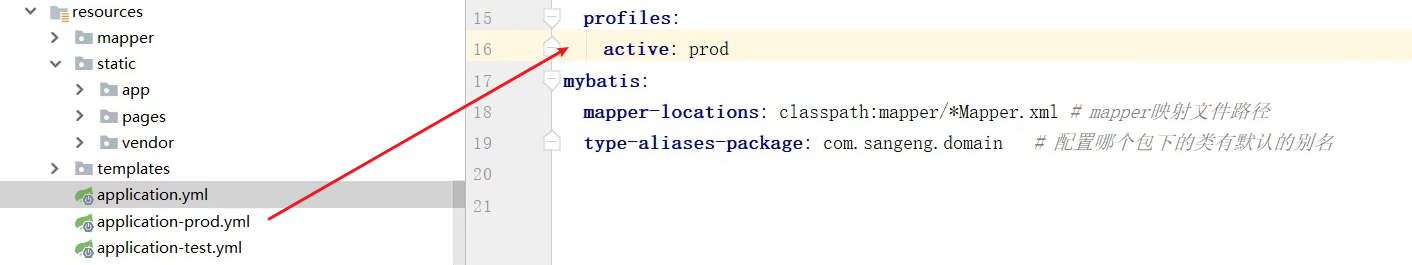 resources
mapper
static
app
pages
vendor
templates
application.yml
application-prod.yml
application-test.yml
15 profiles:
16 active: prod
17 mybatis:
18 mapper-locations: classpath:mapper/*Mapper.xml # mapper映射文件路径
19 type-aliases-package: com.sangeng.domain # 配置哪个包下的类有默认的别名
20
21